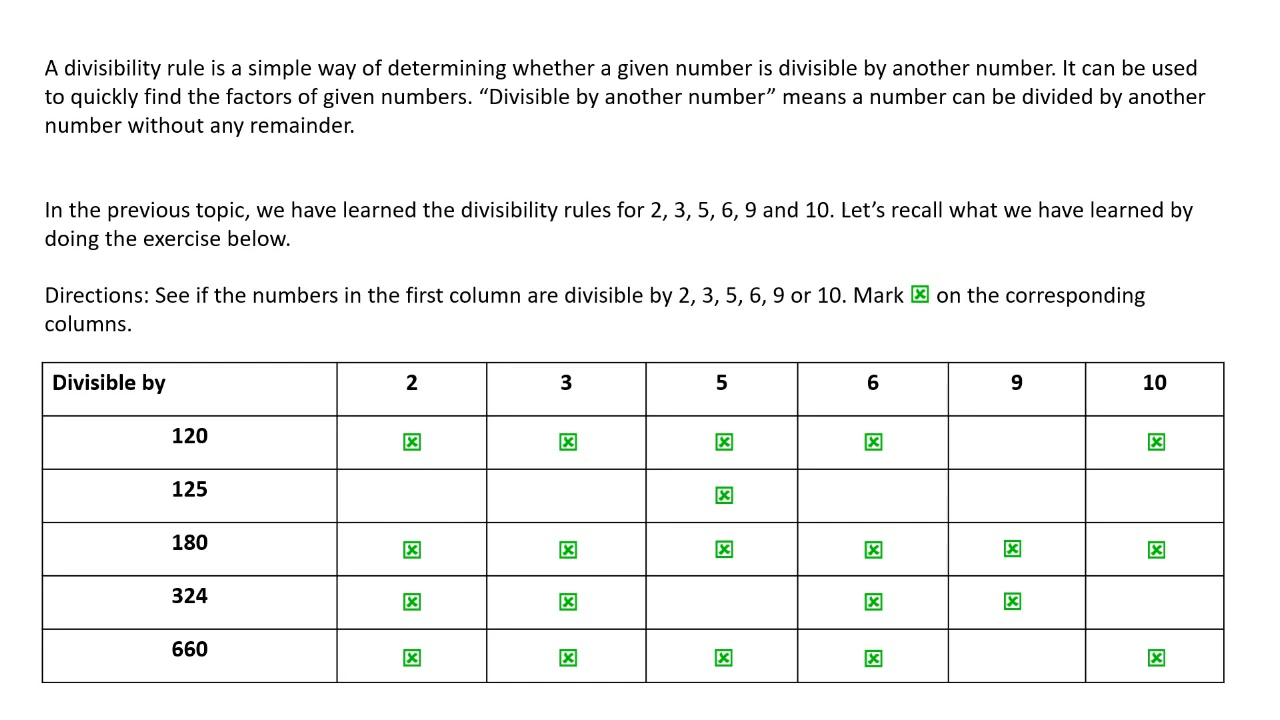 A divisibility rule is a simple way of determining whether a given number is divisible by another number. It can be used
to quickly find the factors of given numbers. “Divisible by another number” means a number can be divided by another
number without any remainder.
In the previous topic, we have learned the divisibility rules for 2, 3, 5, 6, 9 and 10. Let’s recall what we have learned by
doing the exercise below.
Directions: See if the numbers in the first column are divisible by 2, 3, 5, 6, 9 or 10. Mark ☒ on the corresponding
columns.
Divisible by 2 3 5 6 9 10
120 ☒ ☒ ☒ ☒ ☒
125 ☒
180 ☒ ☒ ☒ ☒ ☒ ☒
324 ☒ ☒ ☒ ☒
660 ☒ ☒ ☒ ☒ ☒